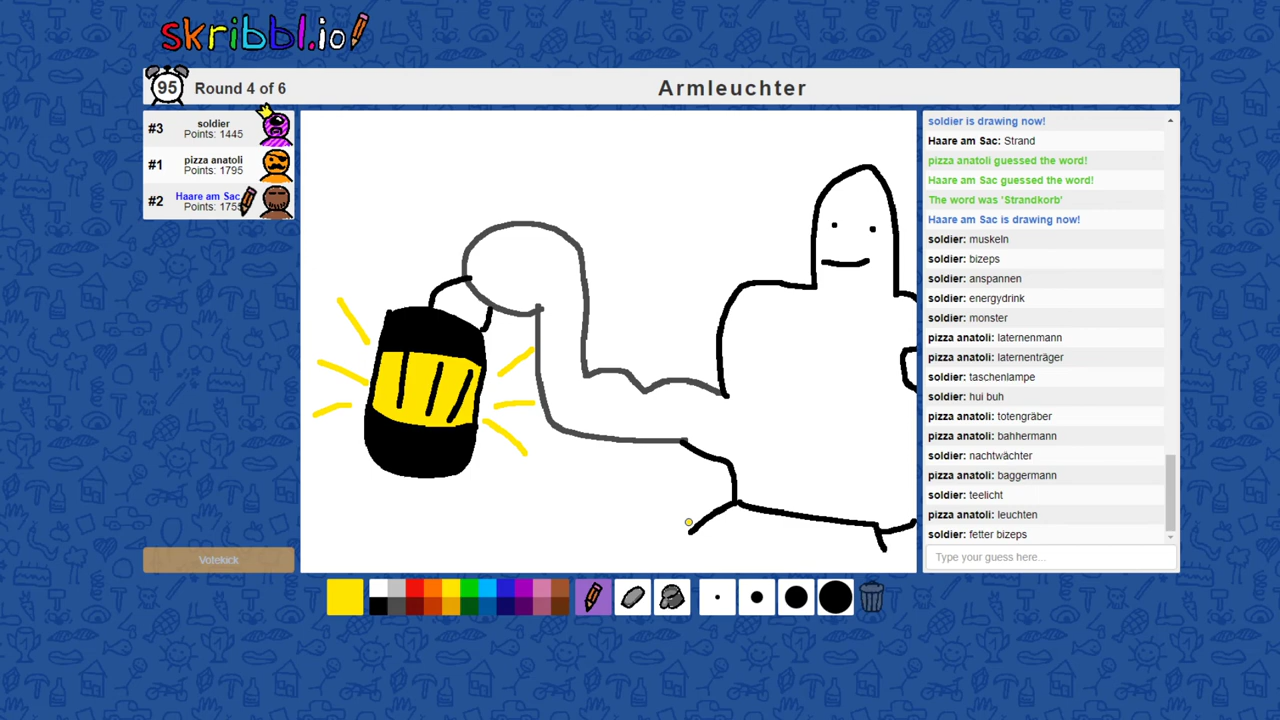 skribbl.io
95
Round 4 of 6
Armleuchter
#3
soldier
Points: 1445
#1
pizza anatoli
Points: 1795
#2
Haare am Sac
Points: 1755
Votekick
soldier is drawing now!
Haare am Sac: Strand
pizza anatoli guessed the word!
Haare am Sac guessed the word!
The word was 'Strandkorb'
Haare am Sac is drawing now!
soldier: muskeln
soldier: bizeps
soldier: anspannen
soldier: energydrink
soldier: monster
pizza anatoli: laternenmann
pizza anatoli: laternenträger
soldier: taschenlampe
soldier: hui buh
pizza anatoli: totengräber
pizza anatoli: bahhermann
soldier: nachtwächter
pizza anatoli: baggermann
soldier: teelicht
pizza anatoli: leuchten
soldier: fetter bizeps
Type your guess here...